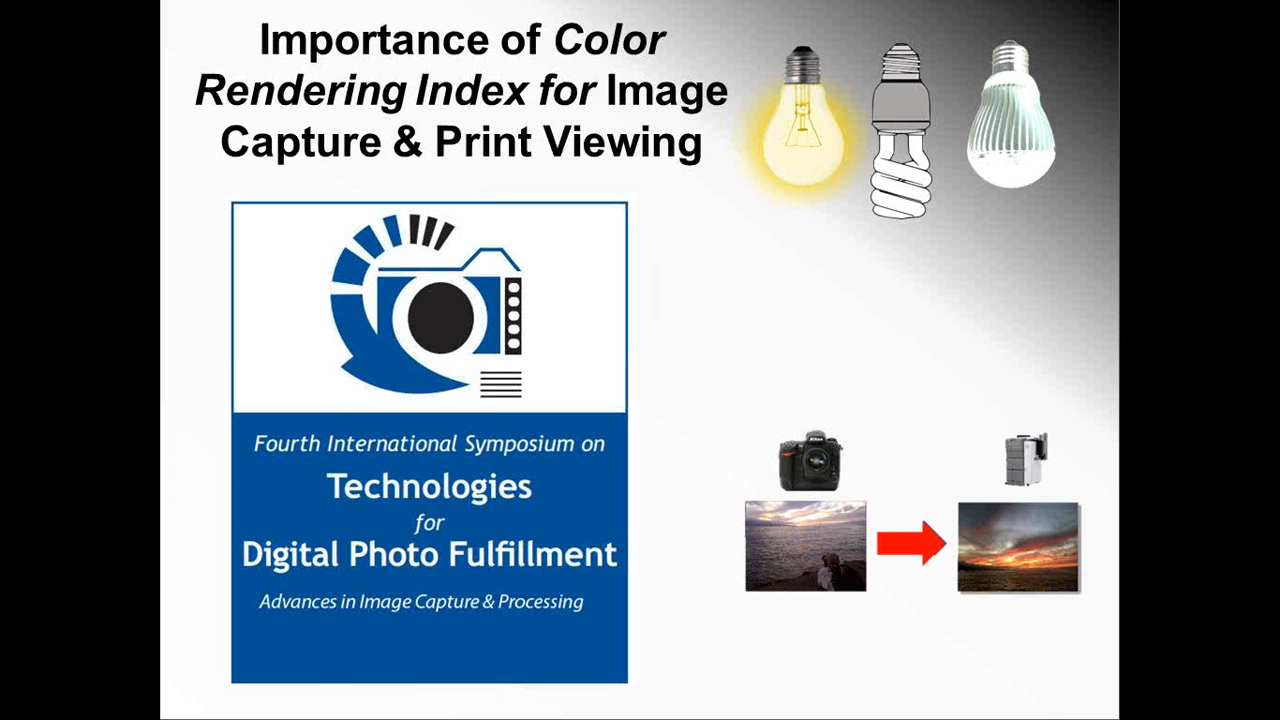 Importance of Color
Rendering Index for Image
Capture & Print Viewing
Fourth International Symposium on
Technologies
for
Digital Photo Fulfillment
Advances in Image Capture & Processing
Nikon